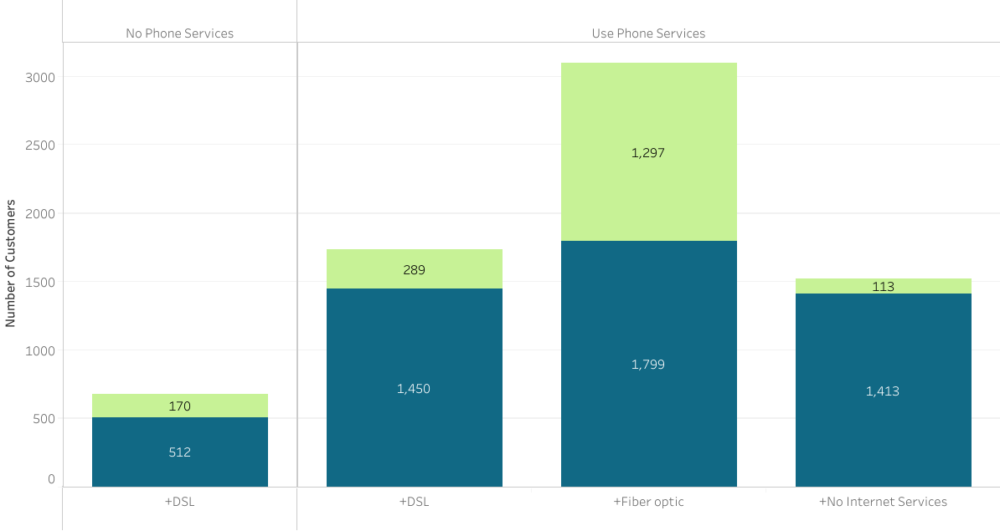 No Phone Services
Use Phone Services
Number of Customers
3000
2500
2000
1500
1000
500
0
170
512
289
1,450
1,297
1,799
113
1,413
+DSL
+DSL
+Fiber optic
+No Internet Services